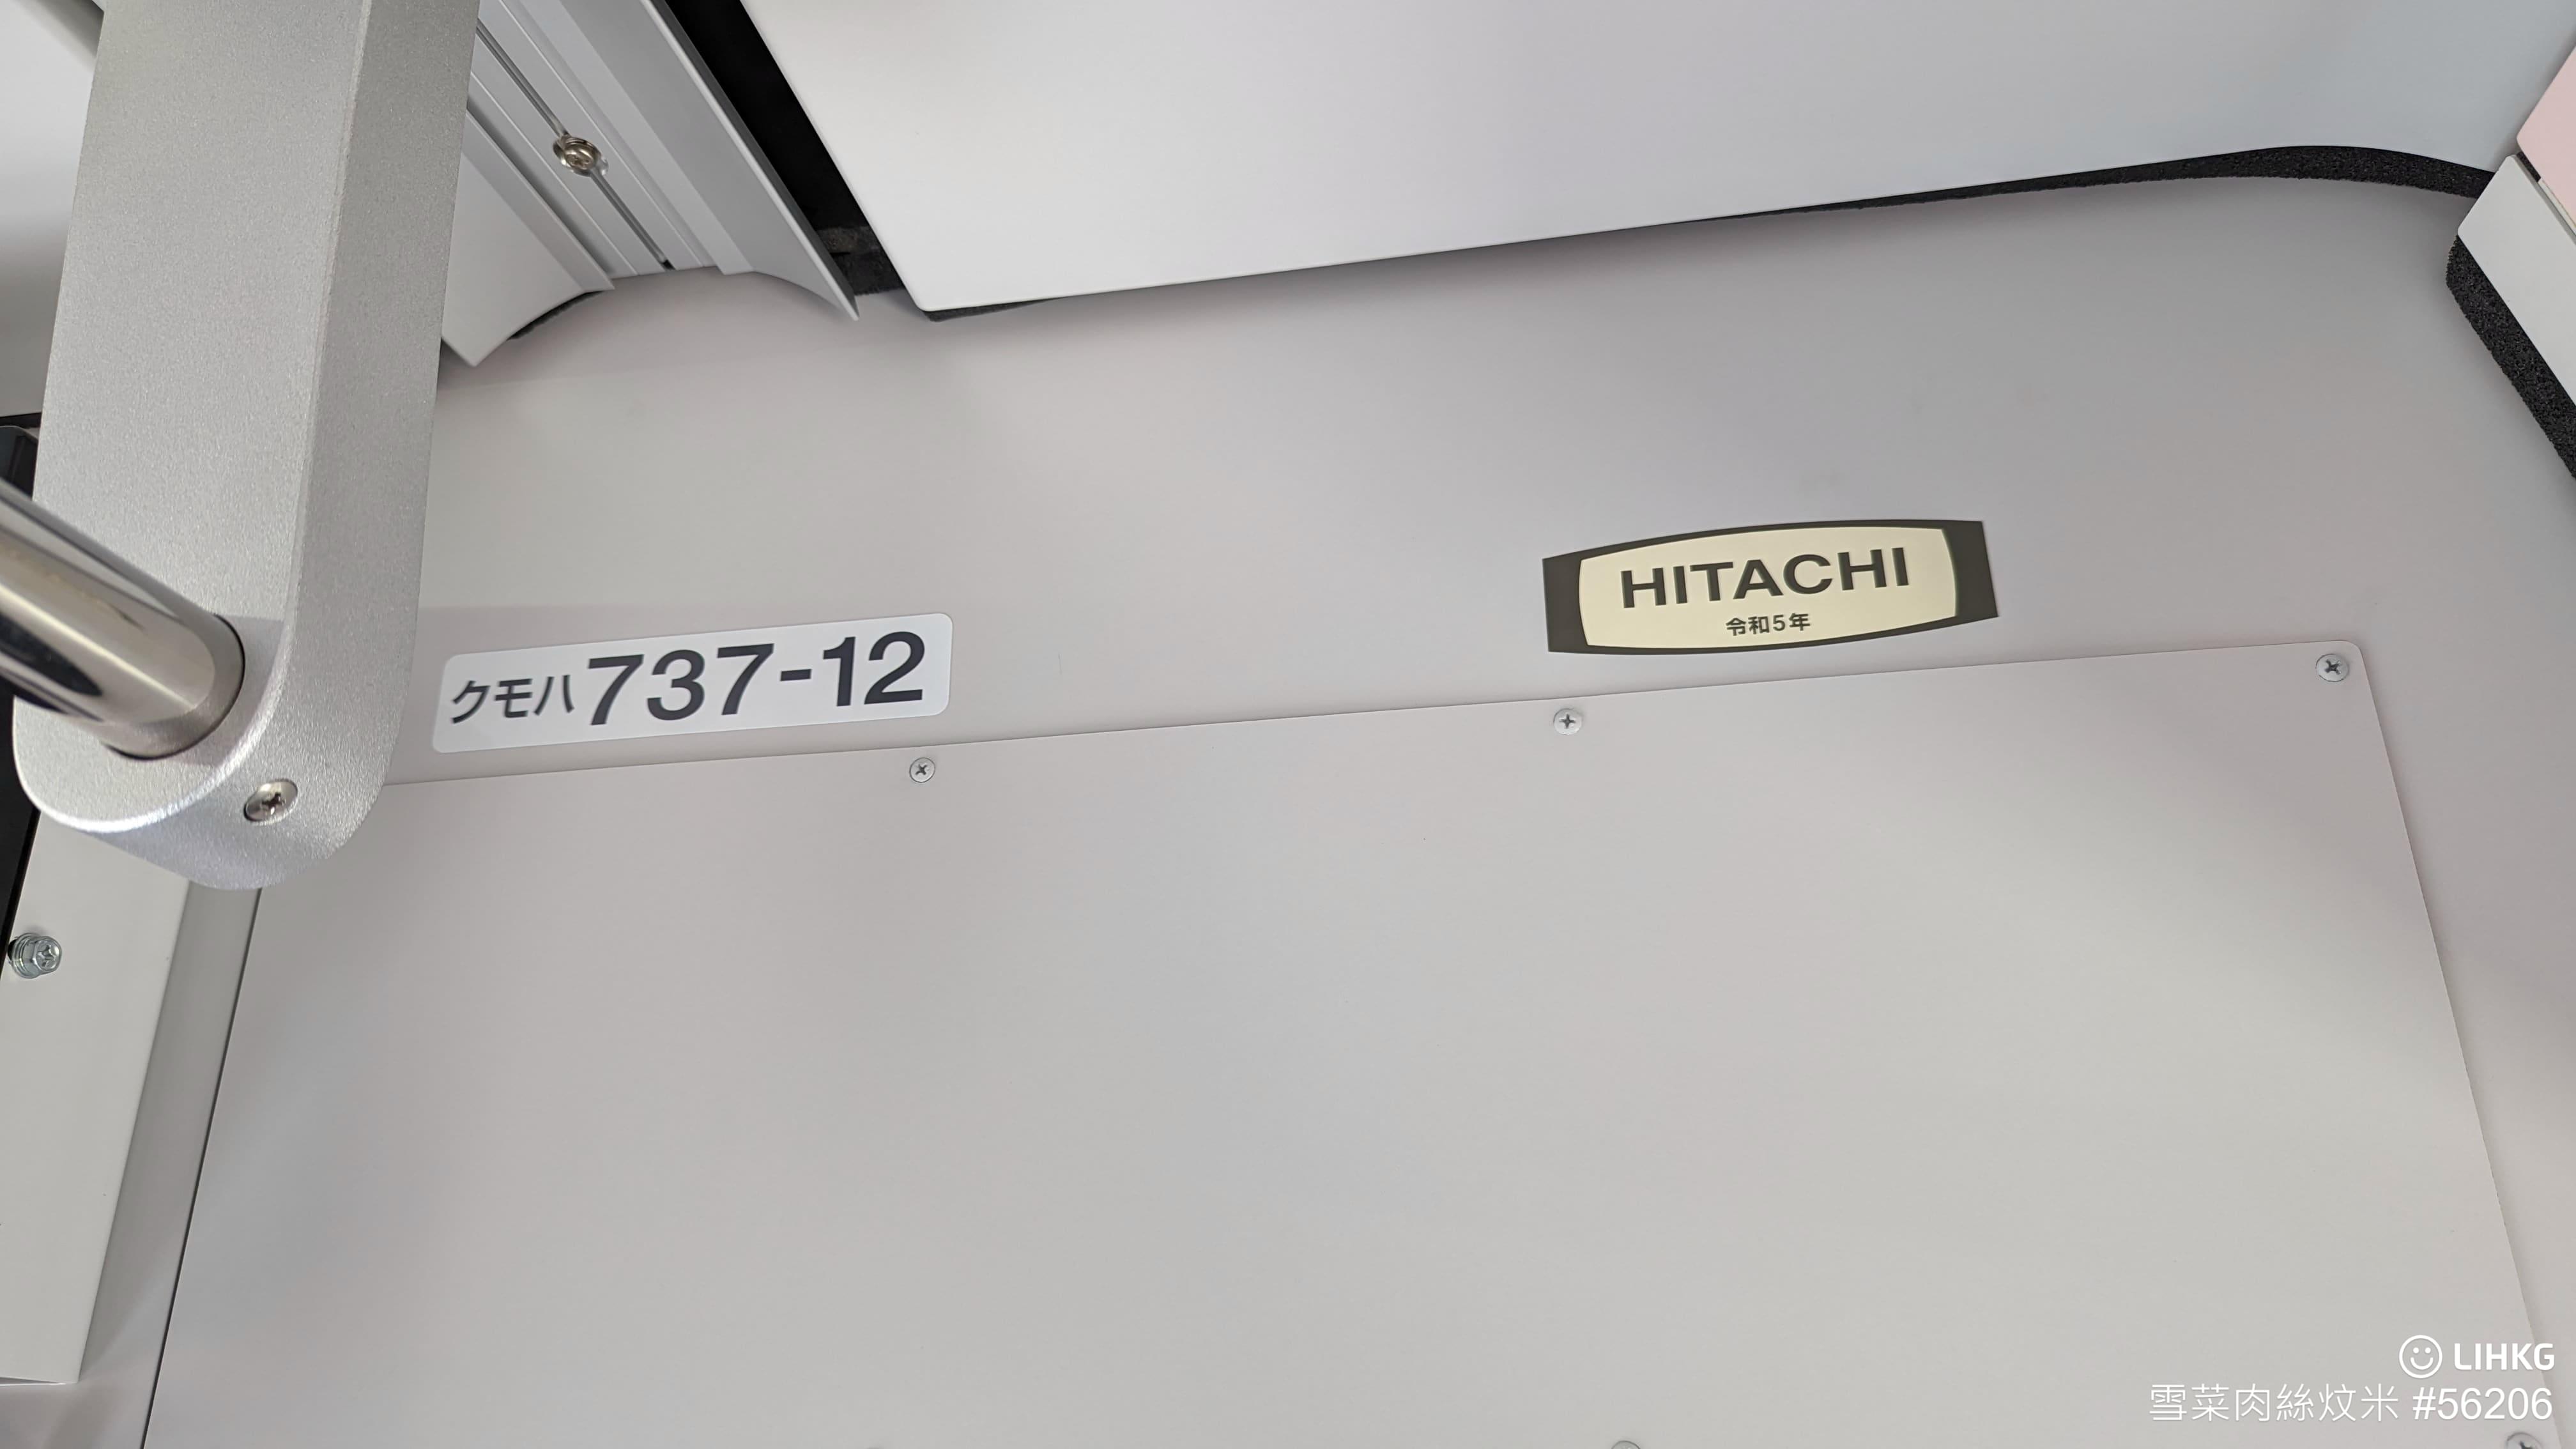 HITACHI
令和5年
クモハ737-12
LIHKG
雪菜肉絲炆米 #56206